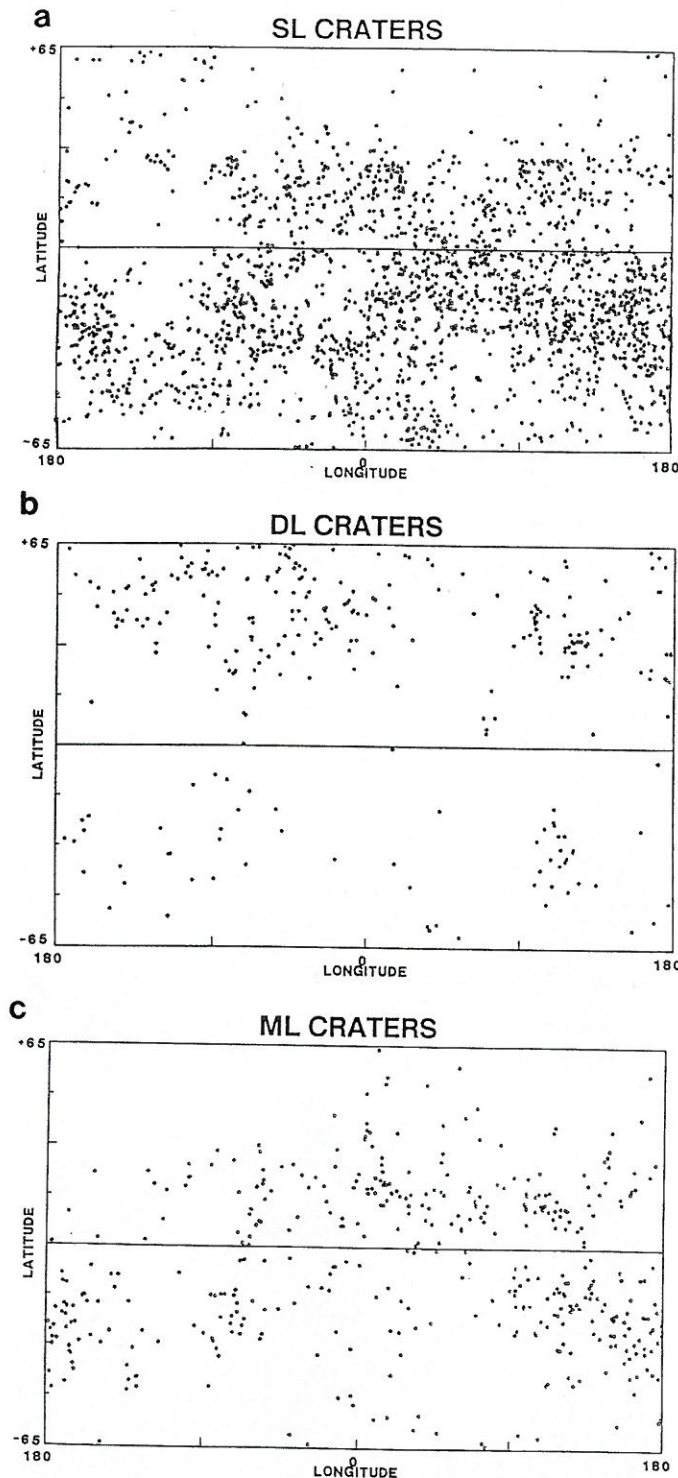 a
SL CRATERS
+65
LATITUDE
-65
180
0
180
LONGITUDE
b
DL CRATERS
+65
LATITUDE
-65
180
0
180
LONGITUDE
c
ML CRATERS
+65
LATITUDE
-65
180
0
180
LONGITUDE